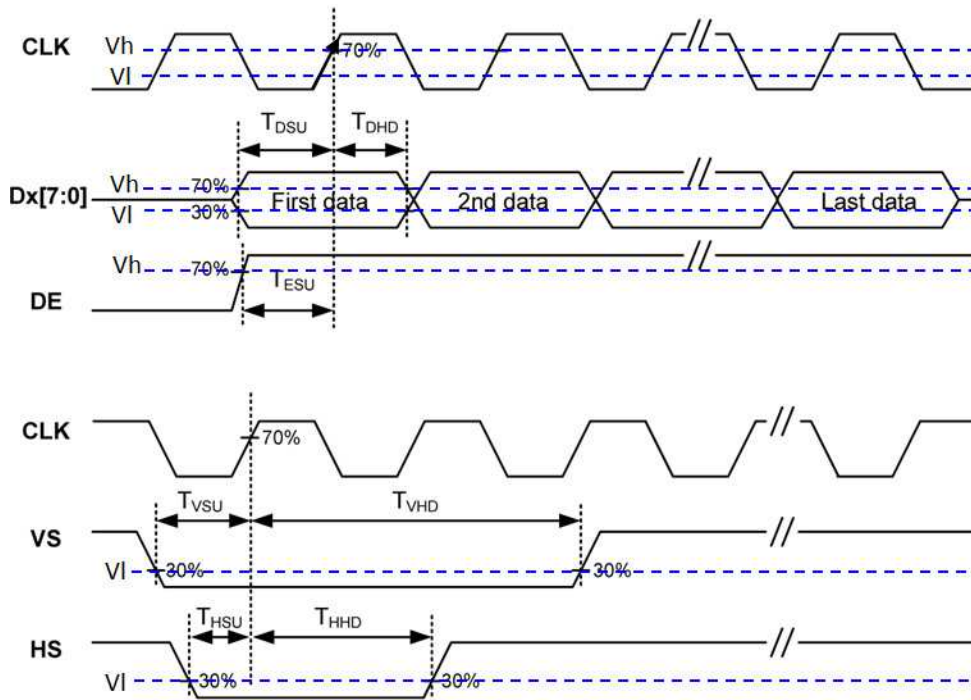 CLK Vh 70%
Vl
TDSU TDHD
Dx[7:0] Vh 70% First data 2nd data Last data
Vl 30%
Vh 70%
TESU
DE
CLK 70%
TVSU TVHD
VS
Vl 30% 30%
THSU THHD
HS
Vl 30% 30%